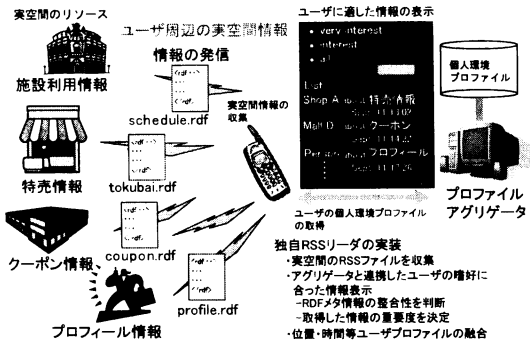 実空間のリソース
施設利用情報
特売情報
クーポン情報
プロフィール情報
ユーザ周辺の実空間情報
情報の発信
schedule.rdf
tokubai.rdf
coupon.rdf
profile.rdf
実空間情報の
収集
ユーザに適した情報の表示
very interest
interest
all
List
Shop A 特売情報
Mall D クーポン
プロフィール
ユーザの個人環境プロファイル
の取得
個人環境
プロファイル
プロファイル
アグリゲータ
独自RSSリーダの実装
・実空間のRSSファイルを収集
・アグリゲータと連携したユーザの嗜好に
合った情報表示
-RDFメタ情報の整合性を判断
-取得した情報の重要度を決定
・位置・時間等ユーザプロファイルの融合